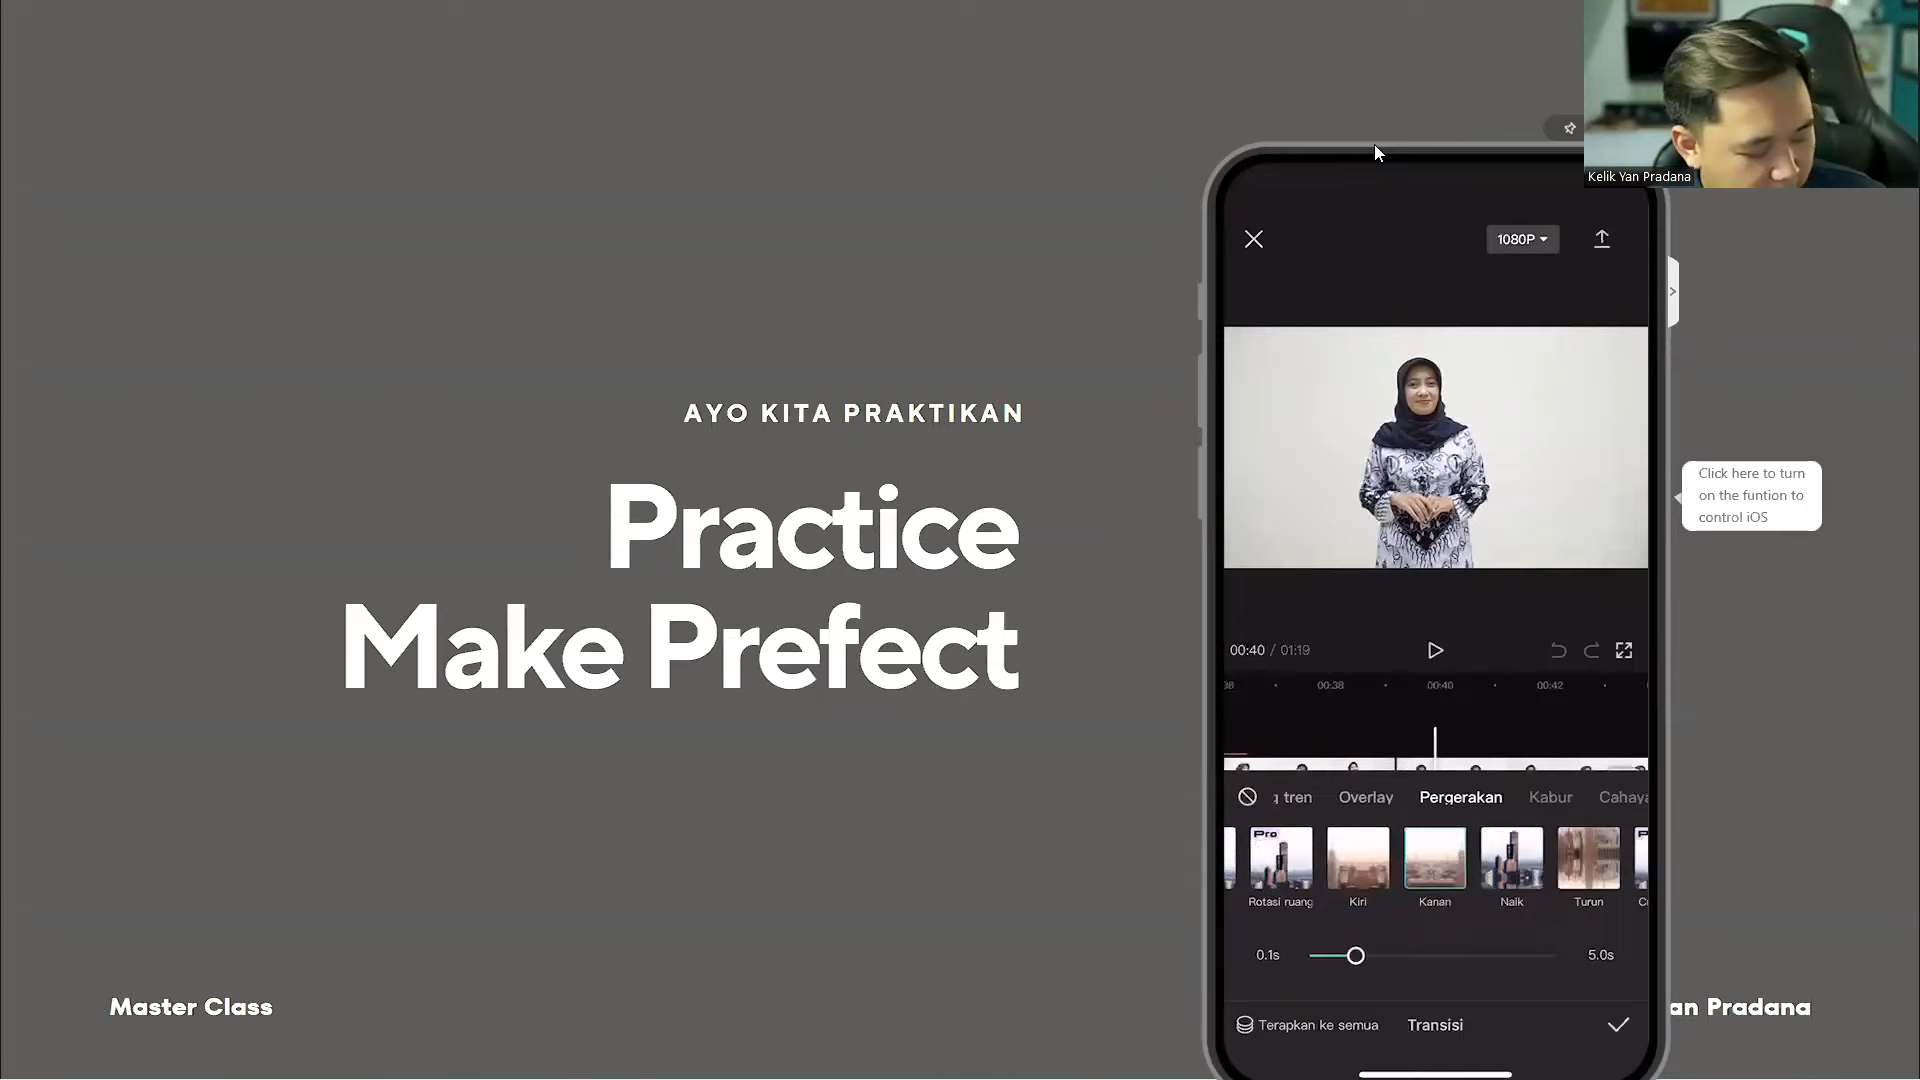 Kelik Yan Pradana
1080P
AYO KITA PRAKTIKAN
Practice
Make Prefect
Click here to turn
on the funtion to
control iOS
00:40 / 01:19
00:38
00:40
00:42
tren Overlay Pergerakan Kabur Cahaya
Pro
Rotasi ruang Kiri Kanan Naik Turun
0.1s 5.0s
Terapkan ke semua Transisi
Master Class
an Pradana